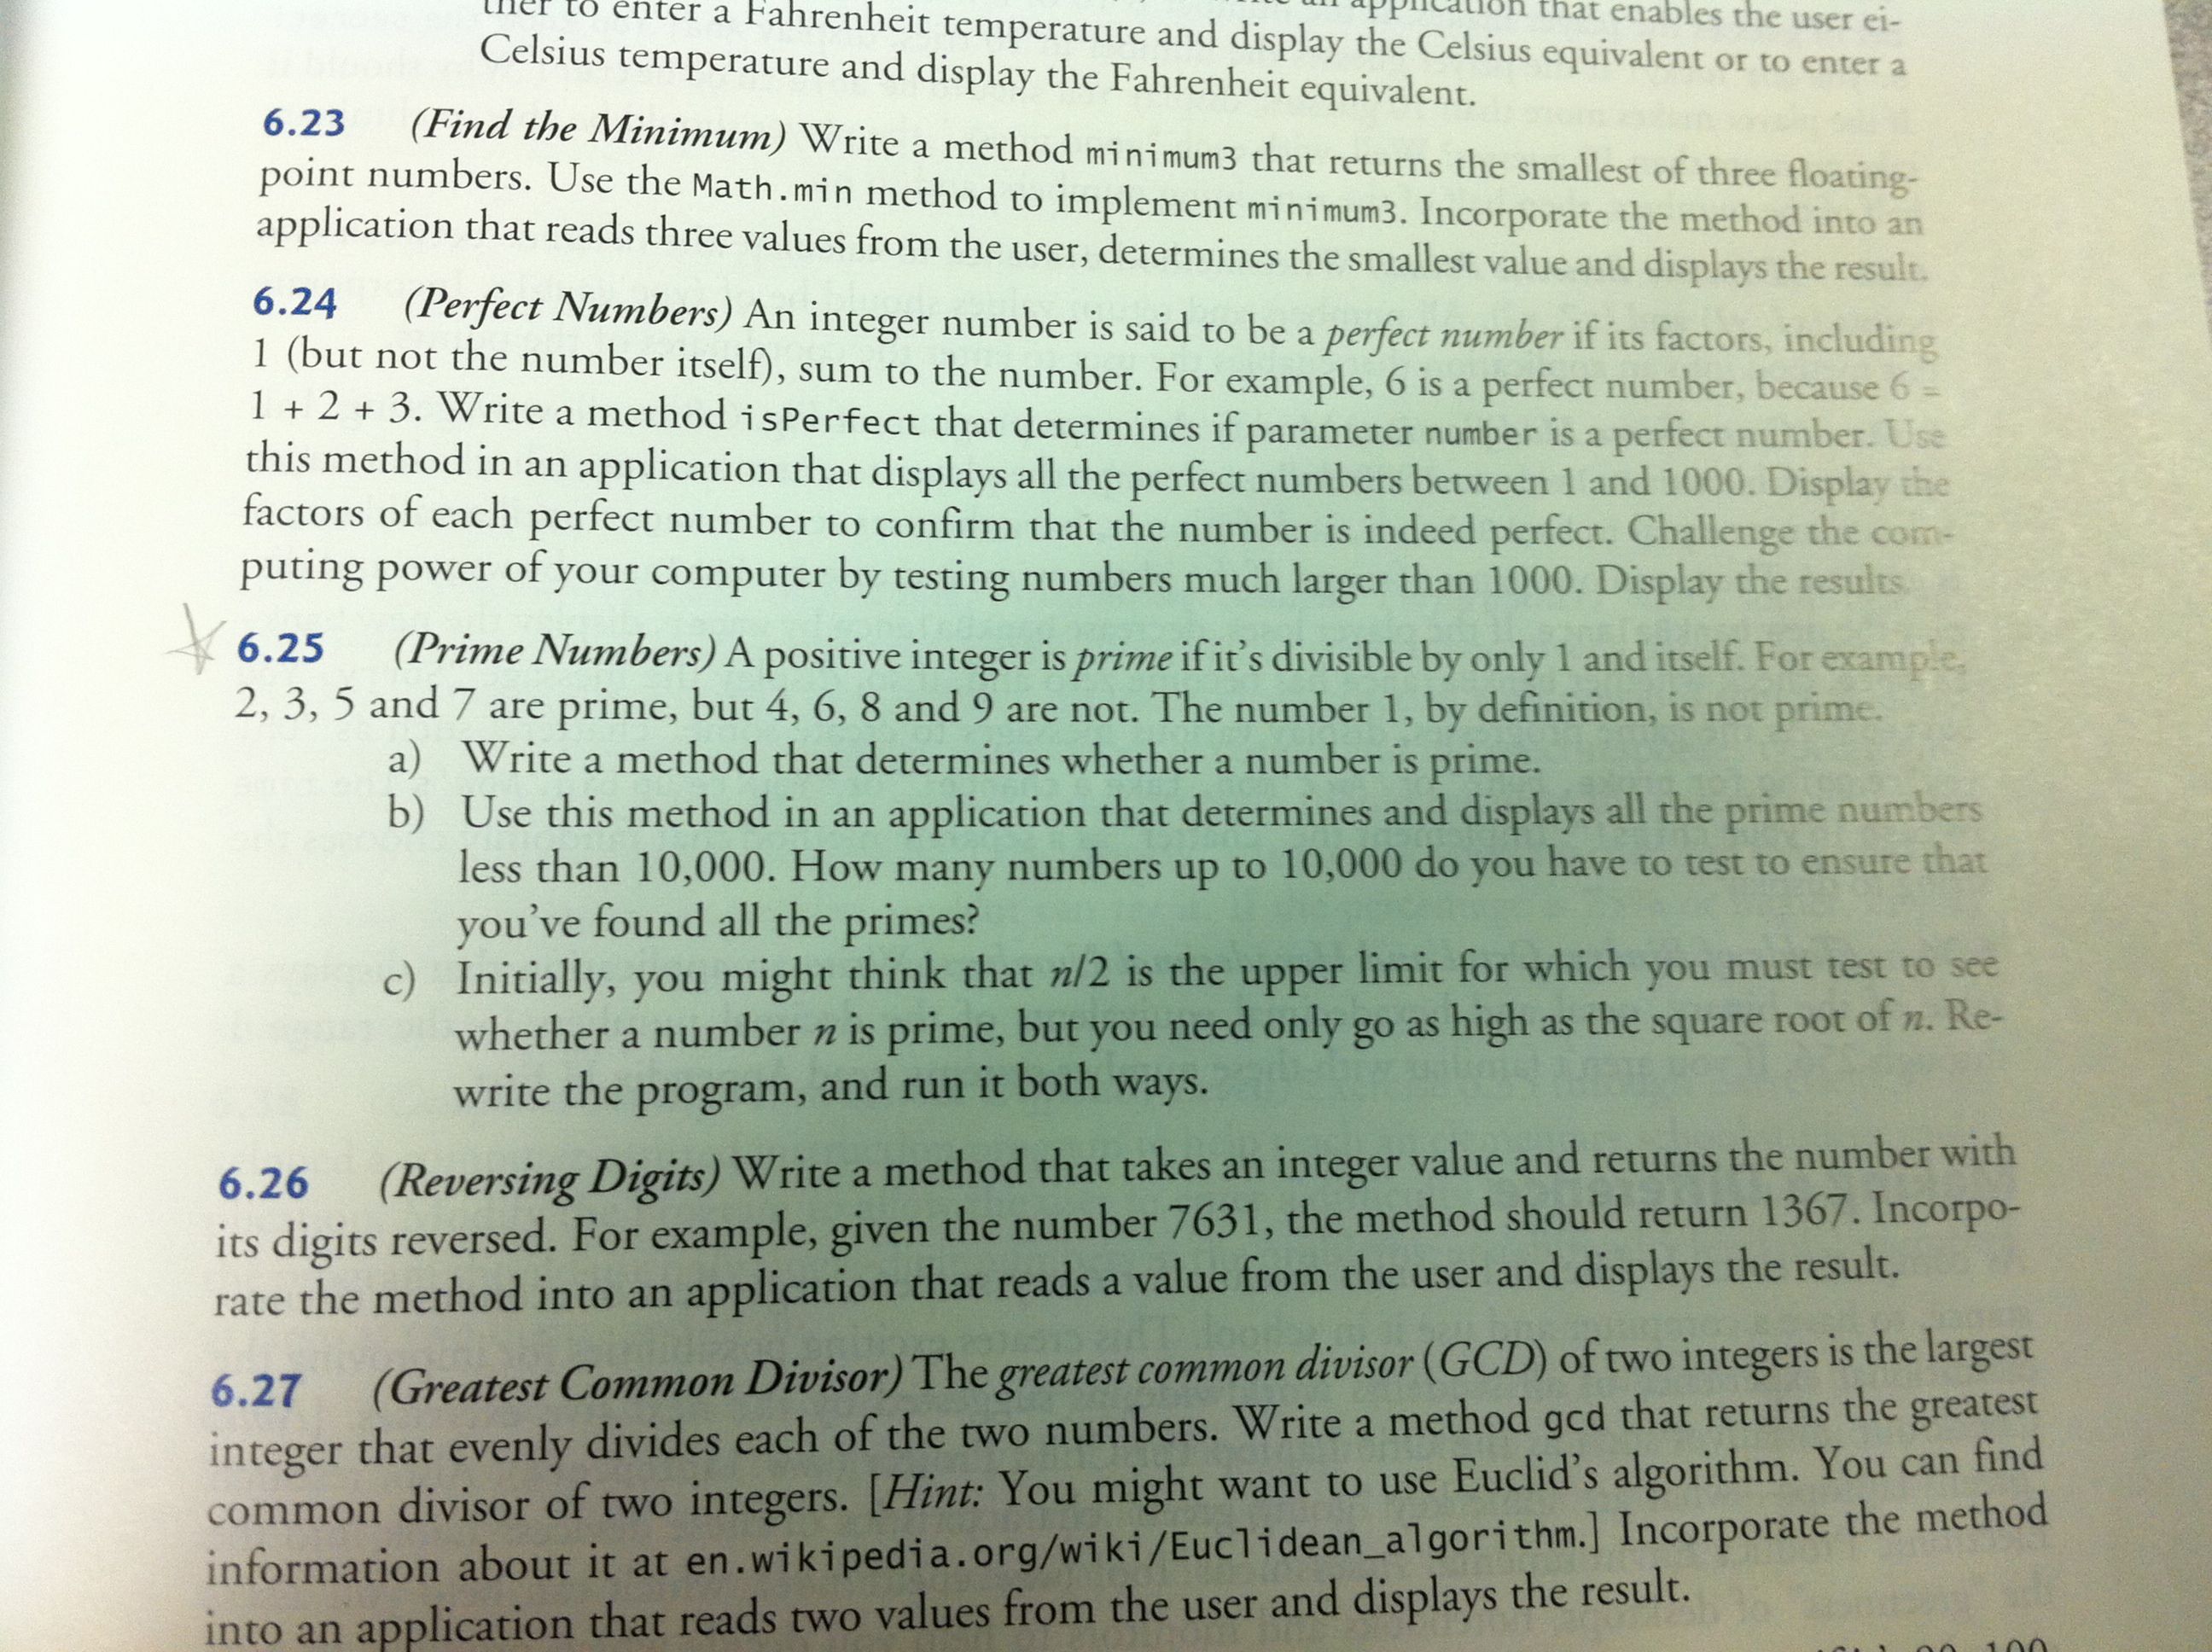 ther to enter a Fahrenheit temperature and display the Celsius equivalent or to enter a
application that enables the user ei-
Celsius temperature and display the Fahrenheit equivalent.
6.23 (Find the Minimum) Write a method minimum3 that returns the smallest of three floating-
point numbers. Use the Math.min method to implement minimum3. Incorporate the method into an
application that reads three values from the user, determines the smallest value and displays the result.
6.24 (Perfect Numbers) An integer number is said to be a perfect number if its factors, including
1 (but not the number itself), sum to the number. For example, 6 is a perfect number, because 6 =
1 + 2 + 3. Write a method isPerfect that determines if parameter number is a perfect number. Use
this method in an application that displays all the perfect numbers between 1 and 1000. Display the
factors of each perfect number to confirm that the number is indeed perfect. Challenge the com-
puting power of your computer by testing numbers much larger than 1000. Display the results.
6.25 (Prime Numbers) A positive integer is prime if it's divisible by only 1 and itself. For example,
2, 3, 5 and 7 are prime, but 4, 6, 8 and 9 are not. The number 1, by definition, is not prime.
a) Write a method that determines whether a number is prime.
b) Use this method in an application that determines and displays all the prime numbers
less than 10,000. How many numbers up to 10,000 do you have to test to ensure that
you've found all the primes?
c) Initially, you might think that n/2 is the upper limit for which you must test to see
whether a number n is prime, but you need only go as high as the square root of n. Re-
write the program, and run it both ways.
6.26 (Reversing Digits) Write a method that takes an integer value and returns the number with
its digits reversed. For example, given the number 7631, the method should return 1367. Incorpo-
rate the method into an application that reads a value from the user and displays the result.
6.27 (Greatest Common Divisor) The greatest common divisor (GCD) of two integers is the largest
integer that evenly divides each of the two numbers. Write a method gcd that returns the greatest
common divisor of two integers. [Hint: You might want to use Euclid's algorithm. You can find
information about it at en.wikipedia.org/wiki/Euclidean_algorithm.] Incorporate the method
into an application that reads two values from the user and displays the result.